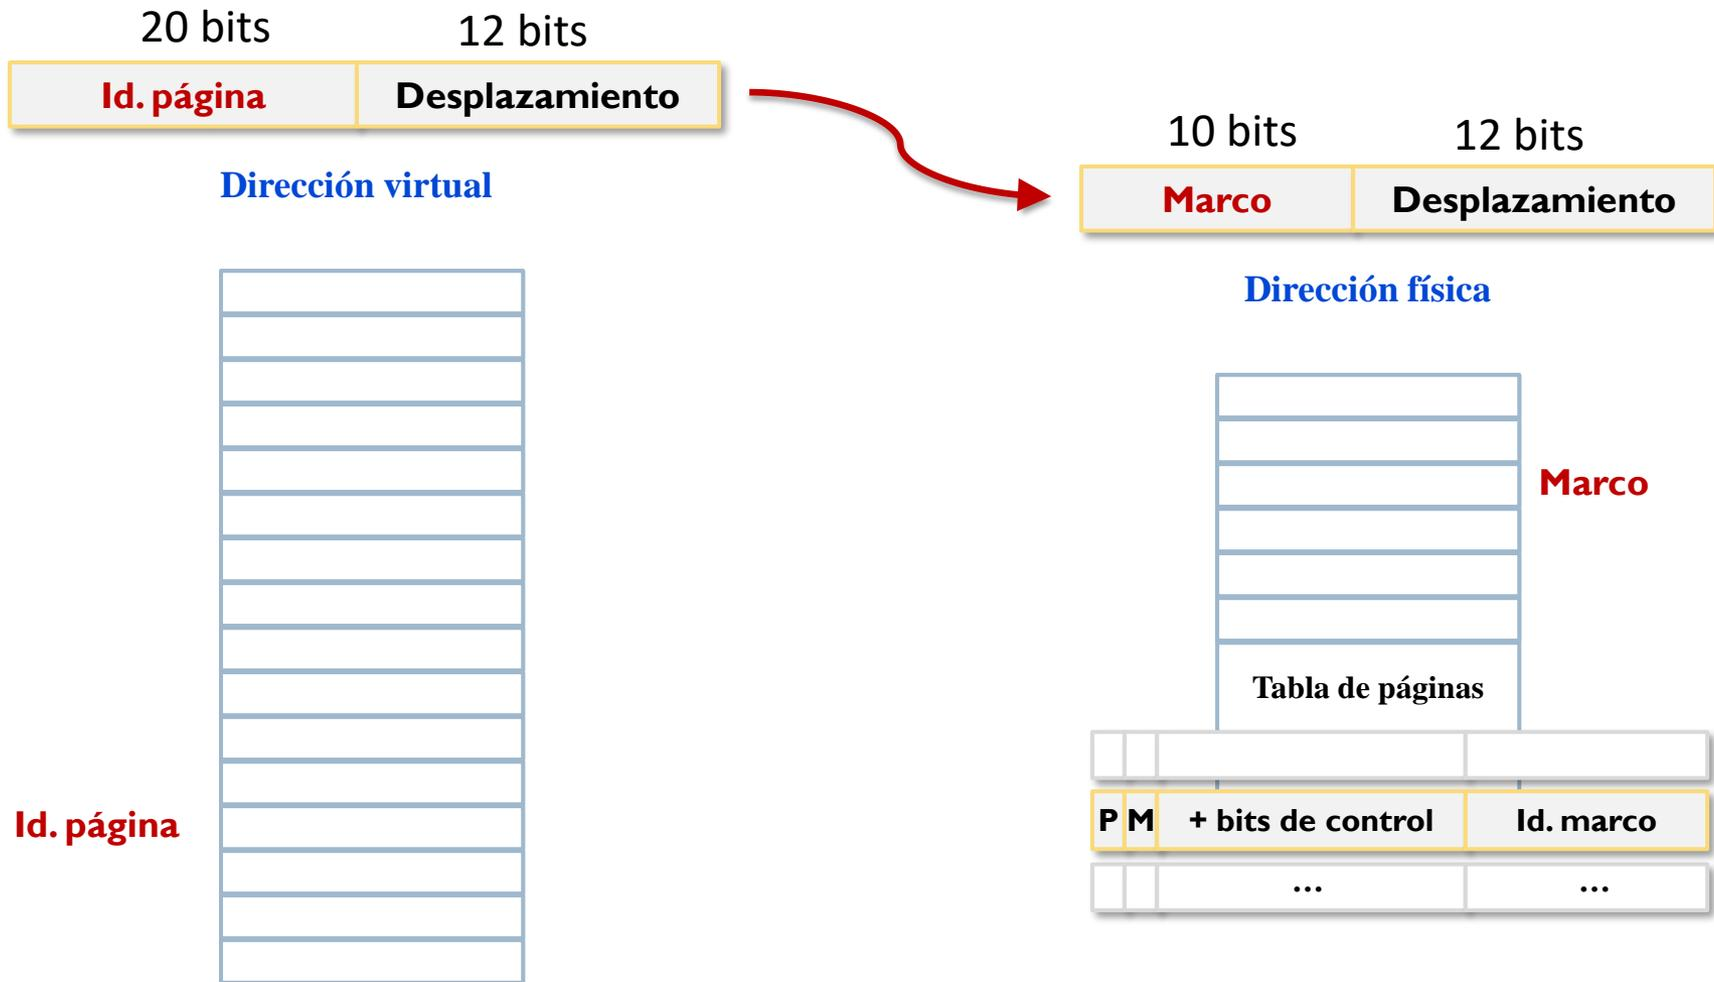 20 bits 12 bits
Id. página Desplazamiento
Dirección virtual
10 bits 12 bits
Marco Desplazamiento
Dirección física
Marco
Tabla de páginas
P M + bits de control Id. marco
... ...
Id. página